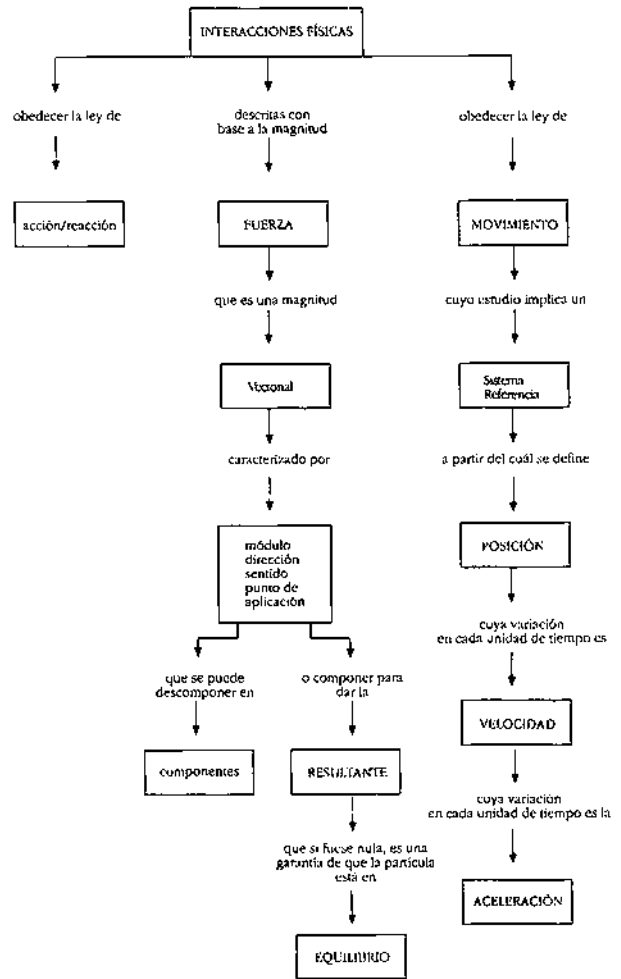 INTERACCIONES FÍSICAS
obedecer la ley de
acción/reacción
descritas con
base a la magnitud
FUERZA
que es una magnitud
Vectorial
caracterizado por
módulo
dirección
sentido
punto de
aplicación
que se puede
descomponer en
componentes
o componer para
dar la
RESULTANTE
que si fuese nula, es una
garantía de que la partícula
está en
EQUILIBRIO
obedecer la ley de
MOVIMIENTO
cuyo estudio implica un
Sistema
Referencia
a partir del cuál se define
POSICIÓN
cuya variación
en cada unidad de tiempo es
VELOCIDAD
cuya variación
en cada unidad de tiempo es la
ACELERACIÓN